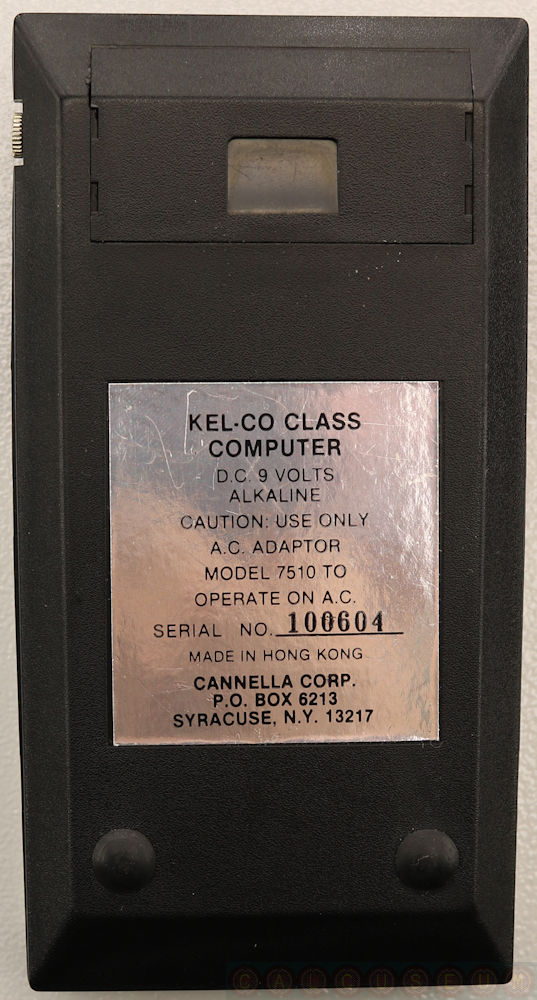 KEL-CO CLASS
COMPUTER
D.C. 9 VOLTS
ALKALINE
CAUTION: USE ONLY
A.C. ADAPTOR
MODEL 7510 TO
OPERATE ON A.C.
SERIAL NO. 100604
MADE IN HONG KONG
CANNELLA CORP.
P.O. BOX 6213
SYRACUSE, N.Y. 13217
CALCUSEUM